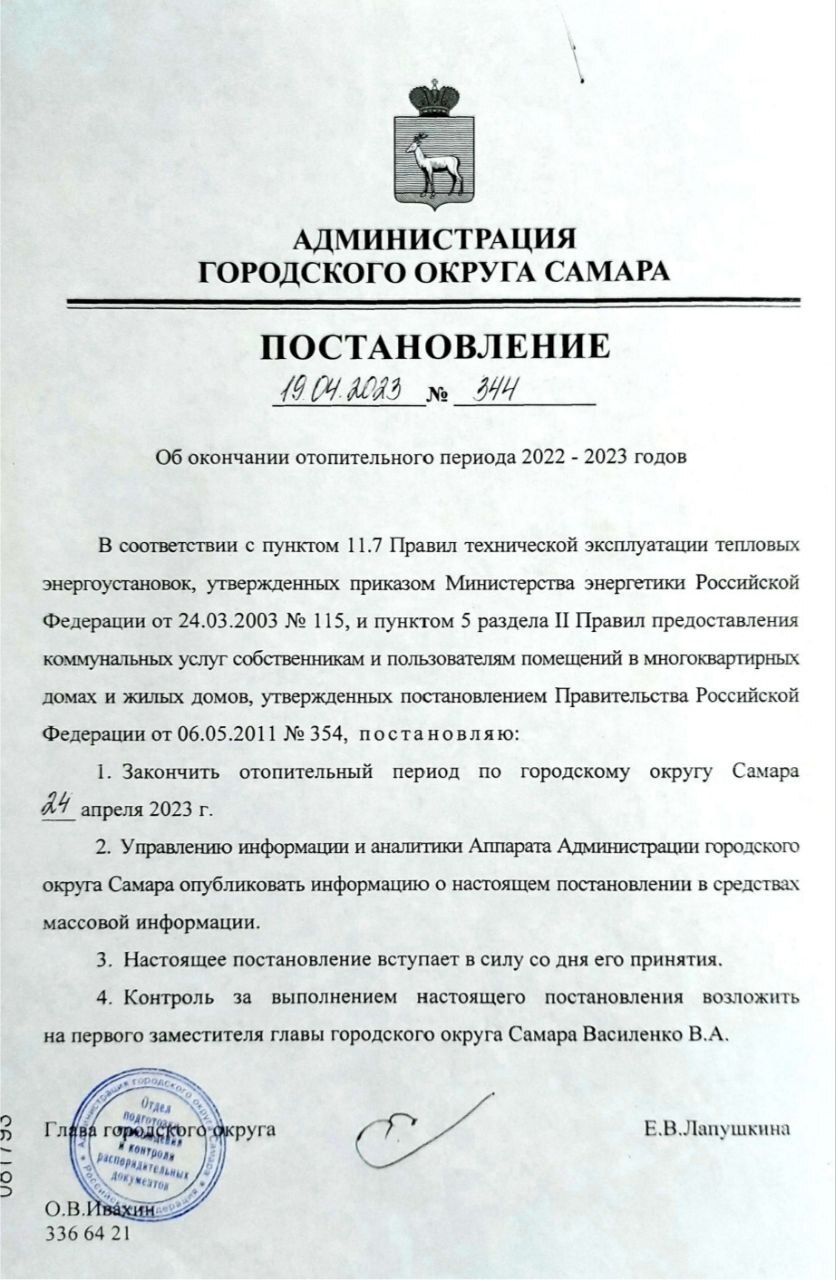 АДМИНИСТРАЦИЯ
ГОРОДСКОГО ОКРУГА САМАРА
ПОСТАНОВЛЕНИЕ
19.04.2023 № 344
Об окончании отопительного периода 2022 - 2023 годов
В соответствии с пунктом 11.7 Правил технической эксплуатации тепловых
энергоустановок, утвержденных приказом Министерства энергетики Российской
Федерации от 24.03.2003 № 115, и пунктом 5 раздела II Правил предоставления
коммунальных услуг собственникам и пользователям помещений в многоквартирных
домах и жилых домов, утвержденных постановлением Правительства Российской
Федерации от 06.05.2011 № 354, постановляю:
1. Закончить отопительный период по городскому округу Самара
24 апреля 2023 г.
2. Управлению информации и аналитики Аппарата Администрации городского
округа Самара опубликовать информацию о настоящем постановлении в средствах
массовой информации.
3. Настоящее постановление вступает в силу со дня его принятия.
4. Контроль за выполнением настоящего постановления возложить
на первого заместителя главы городского округа Самара Василенко В.А.
Администрация городского округа Самара
Российская Федерация
Отдел
подготовки
и контроля
распорядительных
документов
Глава городского округа
Е.В.Лапушкина
081793
О.В.Ивахин
336 64 21